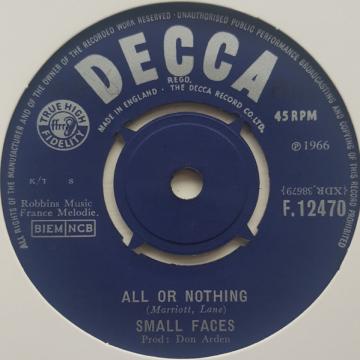 ALL RIGHTS OF THE MANUFACTURER AND OF THE OWNER OF THE RECORDED WORK RESERVED · UNAUTHORISED PUBLIC PERFORMANCE BROADCASTING AND COPYING OF THIS RECORD PROHIBITED
DECCA
REGD.
MADE IN ENGLAND · THE DECCA RECORD CO. LTD.
TRUE HIGH
ffrr
FIDELITY
45 RPM
℗ 1966
K/T S
(XDR.38679)
Robbins Music
France Melodie.
F.12470
BIEM NCB
ALL OR NOTHING
(Marriott, Lane)
SMALL FACES
Prod: Don Arden